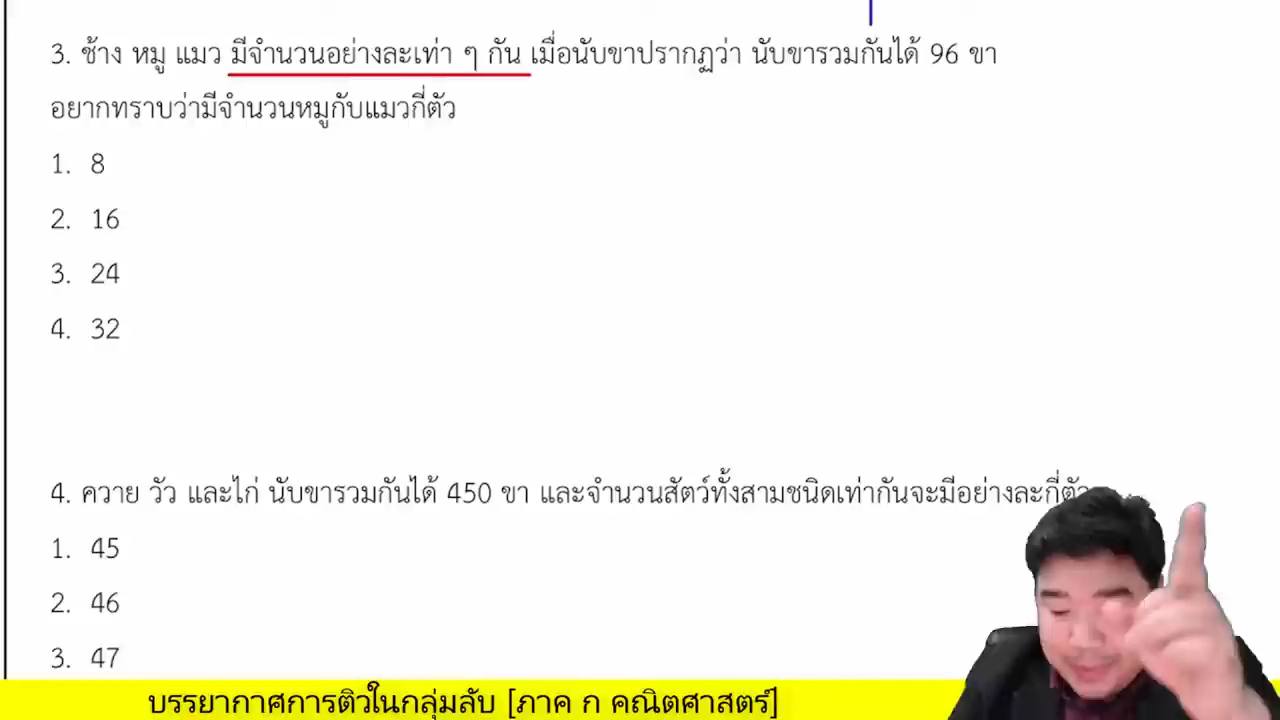 3. ช้าง หมู แมว มีจำนวนอย่างละเท่า ๆ กัน เมื่อนับขาปรากฏว่า นับขารวมกันได้ 96 ขา
อยากทราบว่ามีจำนวนหมูกับแมวกี่ตัว
1. 8
2. 16
3. 24
4. 32
4. ควาย วัว และไก่ นับขารวมกันได้ 450 ขา และจำนวนสัตว์ทั้งสามชนิดเท่ากันจะมีอย่างละกี่ตัว
1. 45
2. 46
3. 47
บรรยากาศการติวในกลุ่มลับ [ภาค ก คณิตศาสตร์]